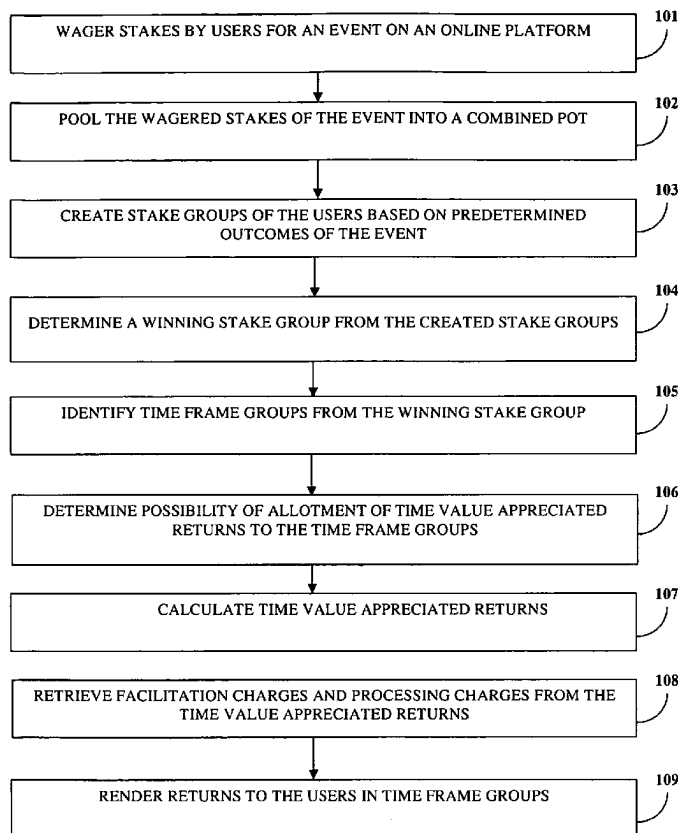 101
WAGER STAKES BY USERS FOR AN EVENT ON AN ONLINE PLATFORM
102
POOL THE WAGERED STAKES OF THE EVENT INTO A COMBINED POT
103
CREATE STAKE GROUPS OF THE USERS BASED ON PREDETERMINED
OUTCOMES OF THE EVENT
104
DETERMINE A WINNING STAKE GROUP FROM THE CREATED STAKE GROUPS
105
IDENTIFY TIME FRAME GROUPS FROM THE WINNING STAKE GROUP
106
DETERMINE POSSIBILITY OF ALLOTMENT OF TIME VALUE APPRECIATED
RETURNS TO THE TIME FRAME GROUPS
107
CALCULATE TIME VALUE APPRECIATED RETURNS
108
RETRIEVE FACILITATION CHARGES AND PROCESSING CHARGES FROM THE
TIME VALUE APPRECIATED RETURNS
109
RENDER RETURNS TO THE USERS IN TIME FRAME GROUPS